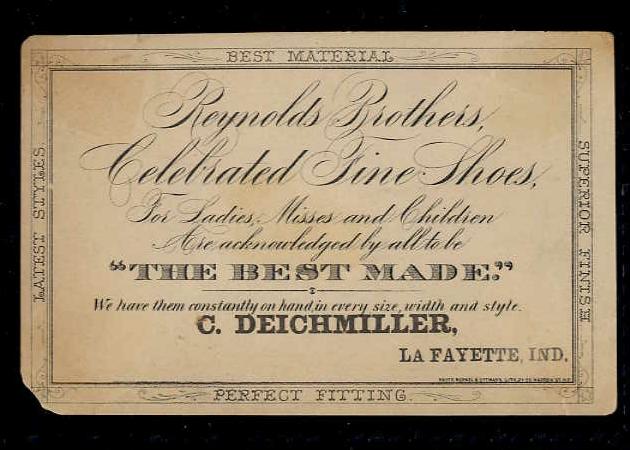 BEST MATERIAL
LATEST STYLES
SUPERIOR FINISH
Reynolds Brothers,
Celebrated Fine Shoes,
For Ladies, Misses and Children
Are acknowledged by all to be
"THE BEST MADE."
We have them constantly on hand, in every size, width and style.
C. DEICHMILLER,
LA FAYETTE, IND.
PERFECT FITTING.